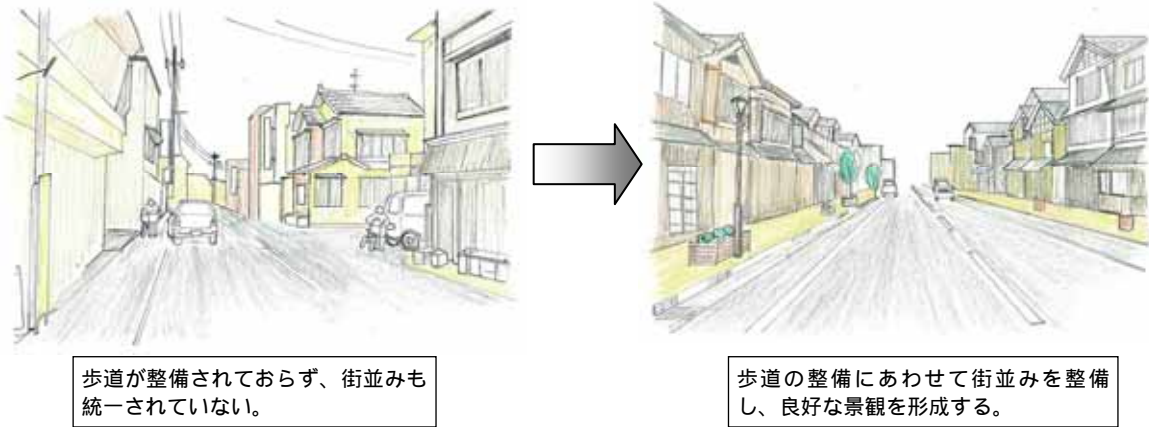 歩道が整備されておらず、街並みも
統一されていない。
歩道の整備にあわせて街並みを整備
し、良好な景観を形成する。